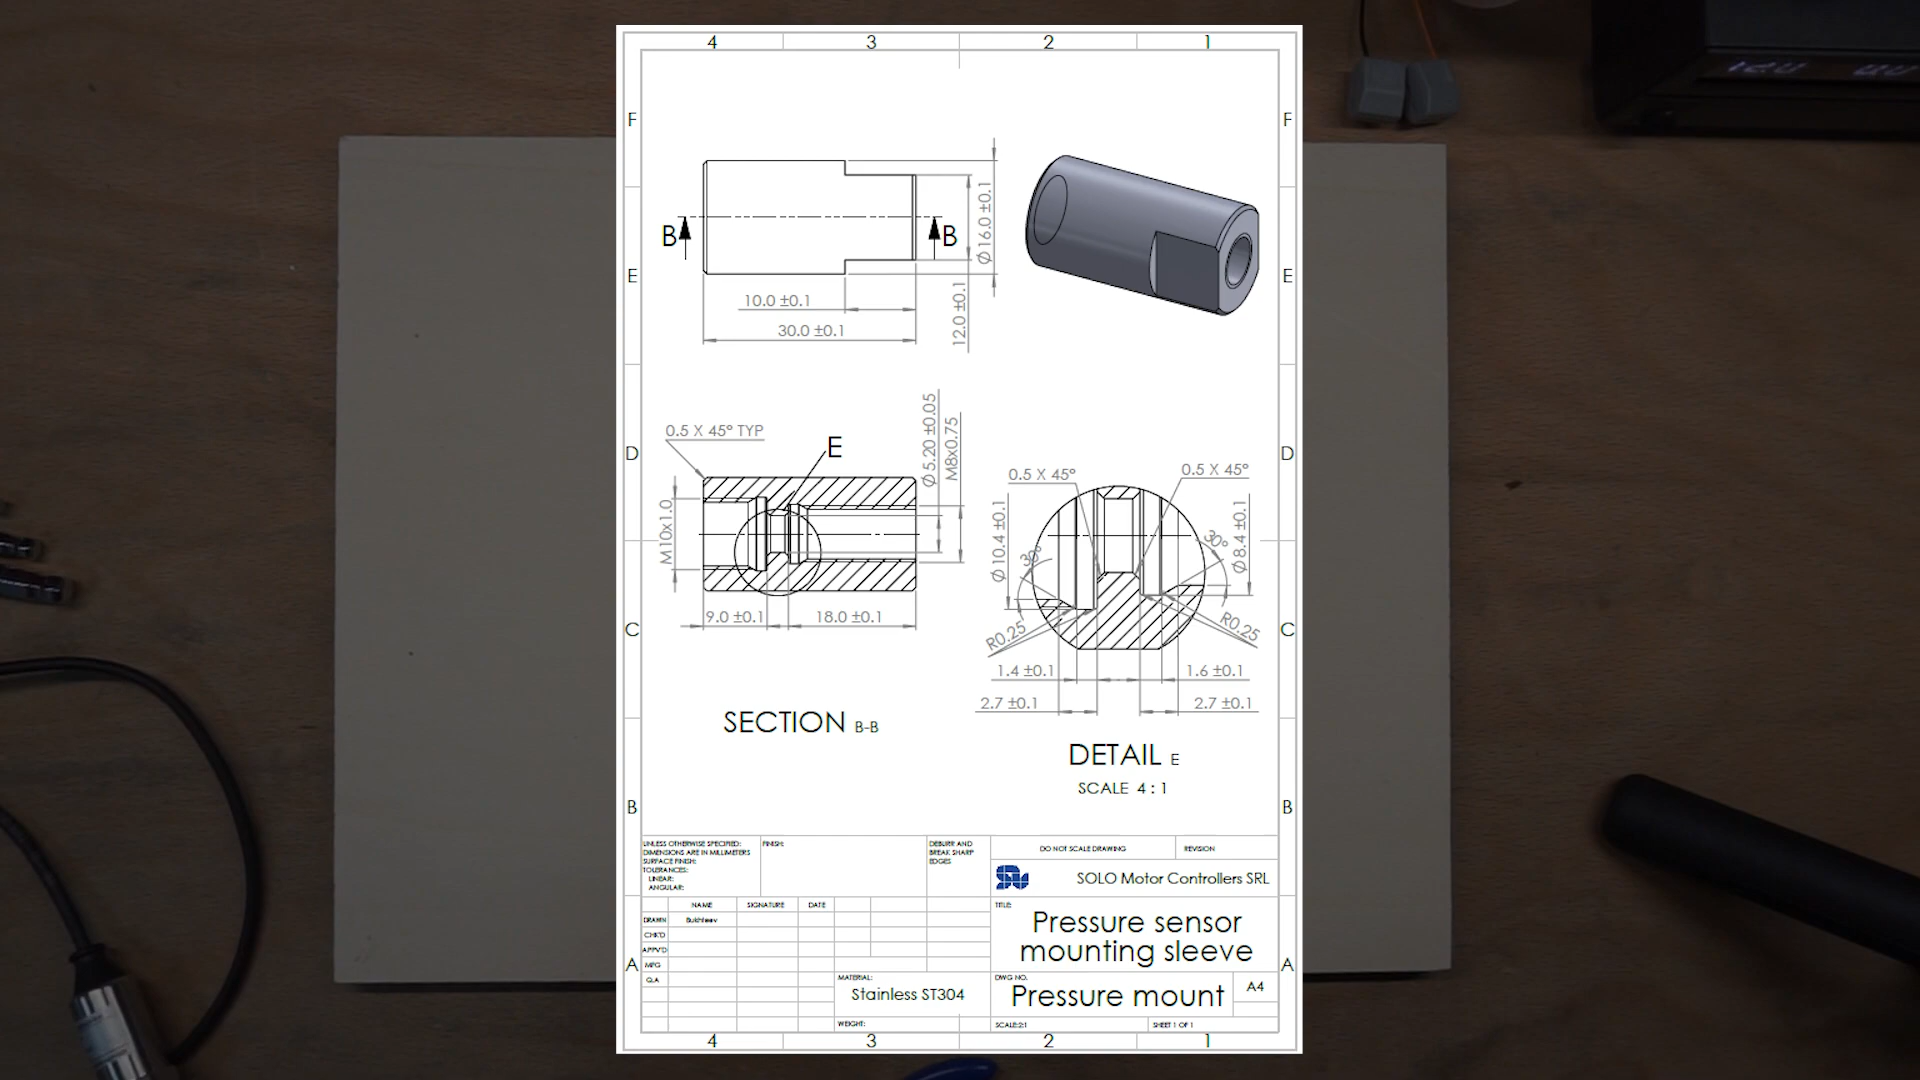 4 3 2 1
F F
E E
D D
C C
B B
A A
B B
Ø16.0 ±0.1
12.0 ±0.1
10.0 ±0.1
30.0 ±0.1
0.5 X 45° TYP
E
Ø5.20 ±0.05
M8x0.75
M10x1.0
9.0 ±0.1
18.0 ±0.1
SECTION B-B
0.5 X 45°
0.5 X 45°
Ø10.4 ±0.1
30°
30°
Ø8.4 ±0.1
R0.25
R0.25
1.4 ±0.1
1.6 ±0.1
2.7 ±0.1
2.7 ±0.1
DETAIL E
SCALE 4 : 1
UNLESS OTHERWISE SPECIFIED:
DIMENSIONS ARE IN MILLIMETERS
SURFACE FINISH:
TOLERANCES:
LINEAR:
ANGULAR:
FINISH:
DEBURR AND
BREAK SHARP
EDGES
DO NOT SCALE DRAWING
REVISION
SOLO Motor Controllers SRL
NAME SIGNATURE DATE
DRAWN
CHK'D
APPV'D
MFG
Q.A
TITLE:
Pressure sensor
mounting sleeve
MATERIAL:
Stainless ST304
DWG NO.
Pressure mount
A4
WEIGHT:
SCALE:2:1
SHEET 1 OF 1
4 3 2 1